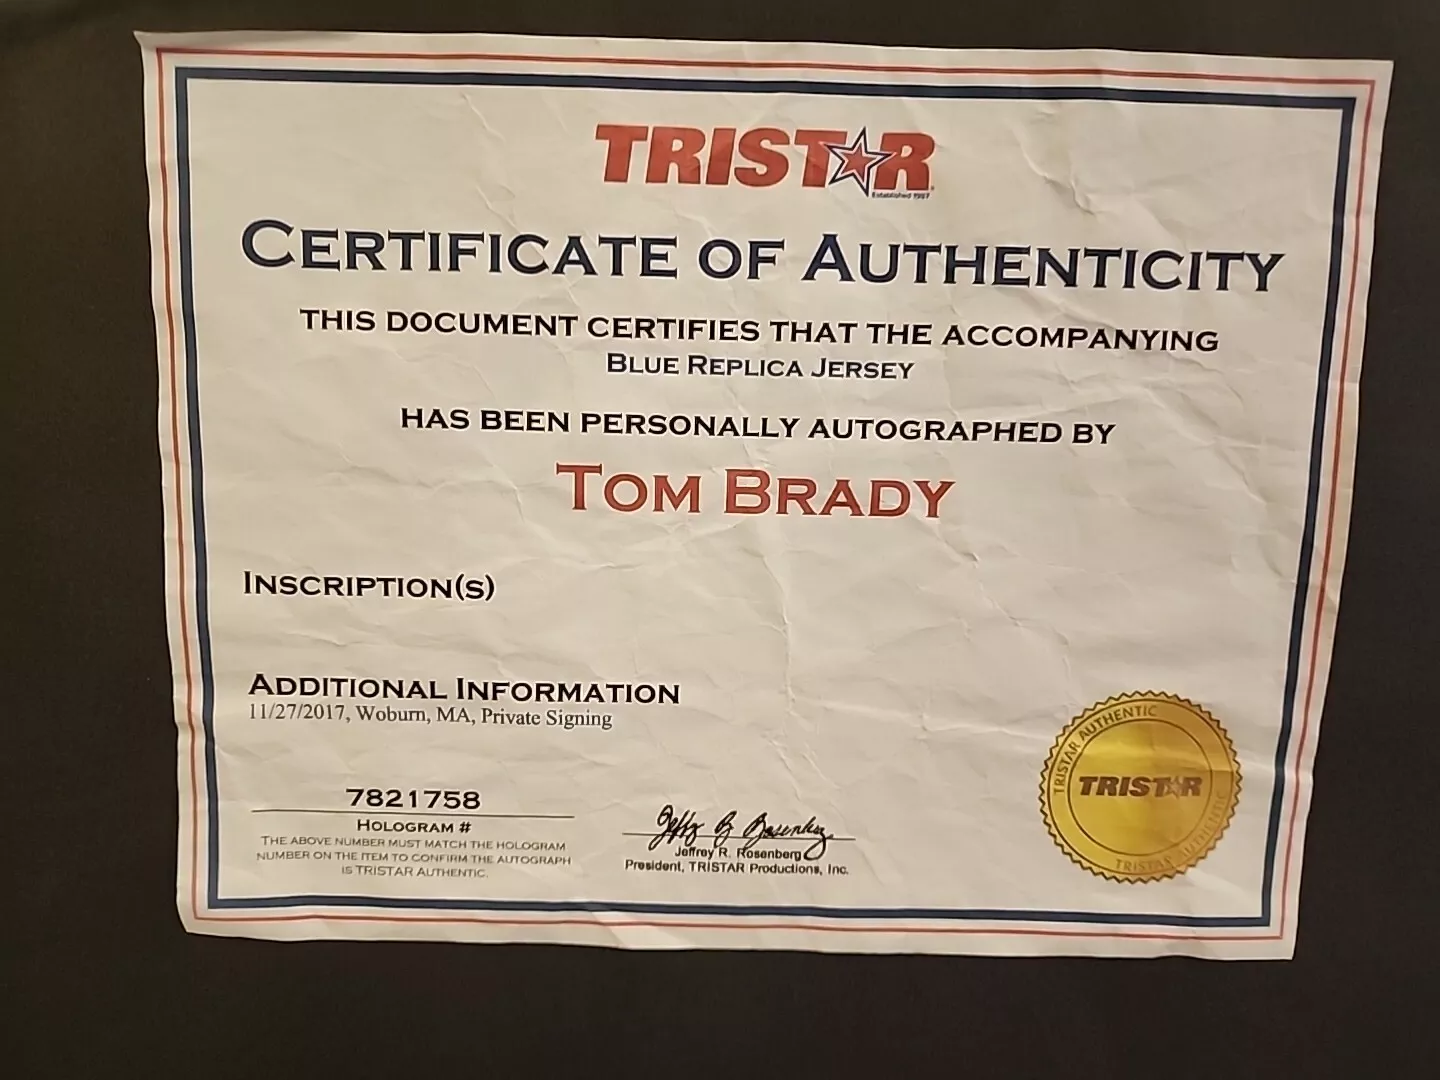 TRISTAR
Established 1987
CERTIFICATE OF AUTHENTICITY
THIS DOCUMENT CERTIFIES THAT THE ACCOMPANYING
BLUE REPLICA JERSEY
HAS BEEN PERSONALLY AUTOGRAPHED BY
TOM BRADY
INSCRIPTION(S)
ADDITIONAL INFORMATION
11/27/2017, Woburn, MA, Private Signing
7821758
HOLOGRAM #
THE ABOVE NUMBER MUST MATCH THE HOLOGRAM
NUMBER ON THE ITEM TO CONFIRM THE AUTOGRAPH
IS TRISTAR AUTHENTIC.
Jeffrey R. Rosenberg
President, TRISTAR Productions, Inc.
TRISTAR AUTHENTIC
TRISTAR
TRISTAR AUTHENTIC